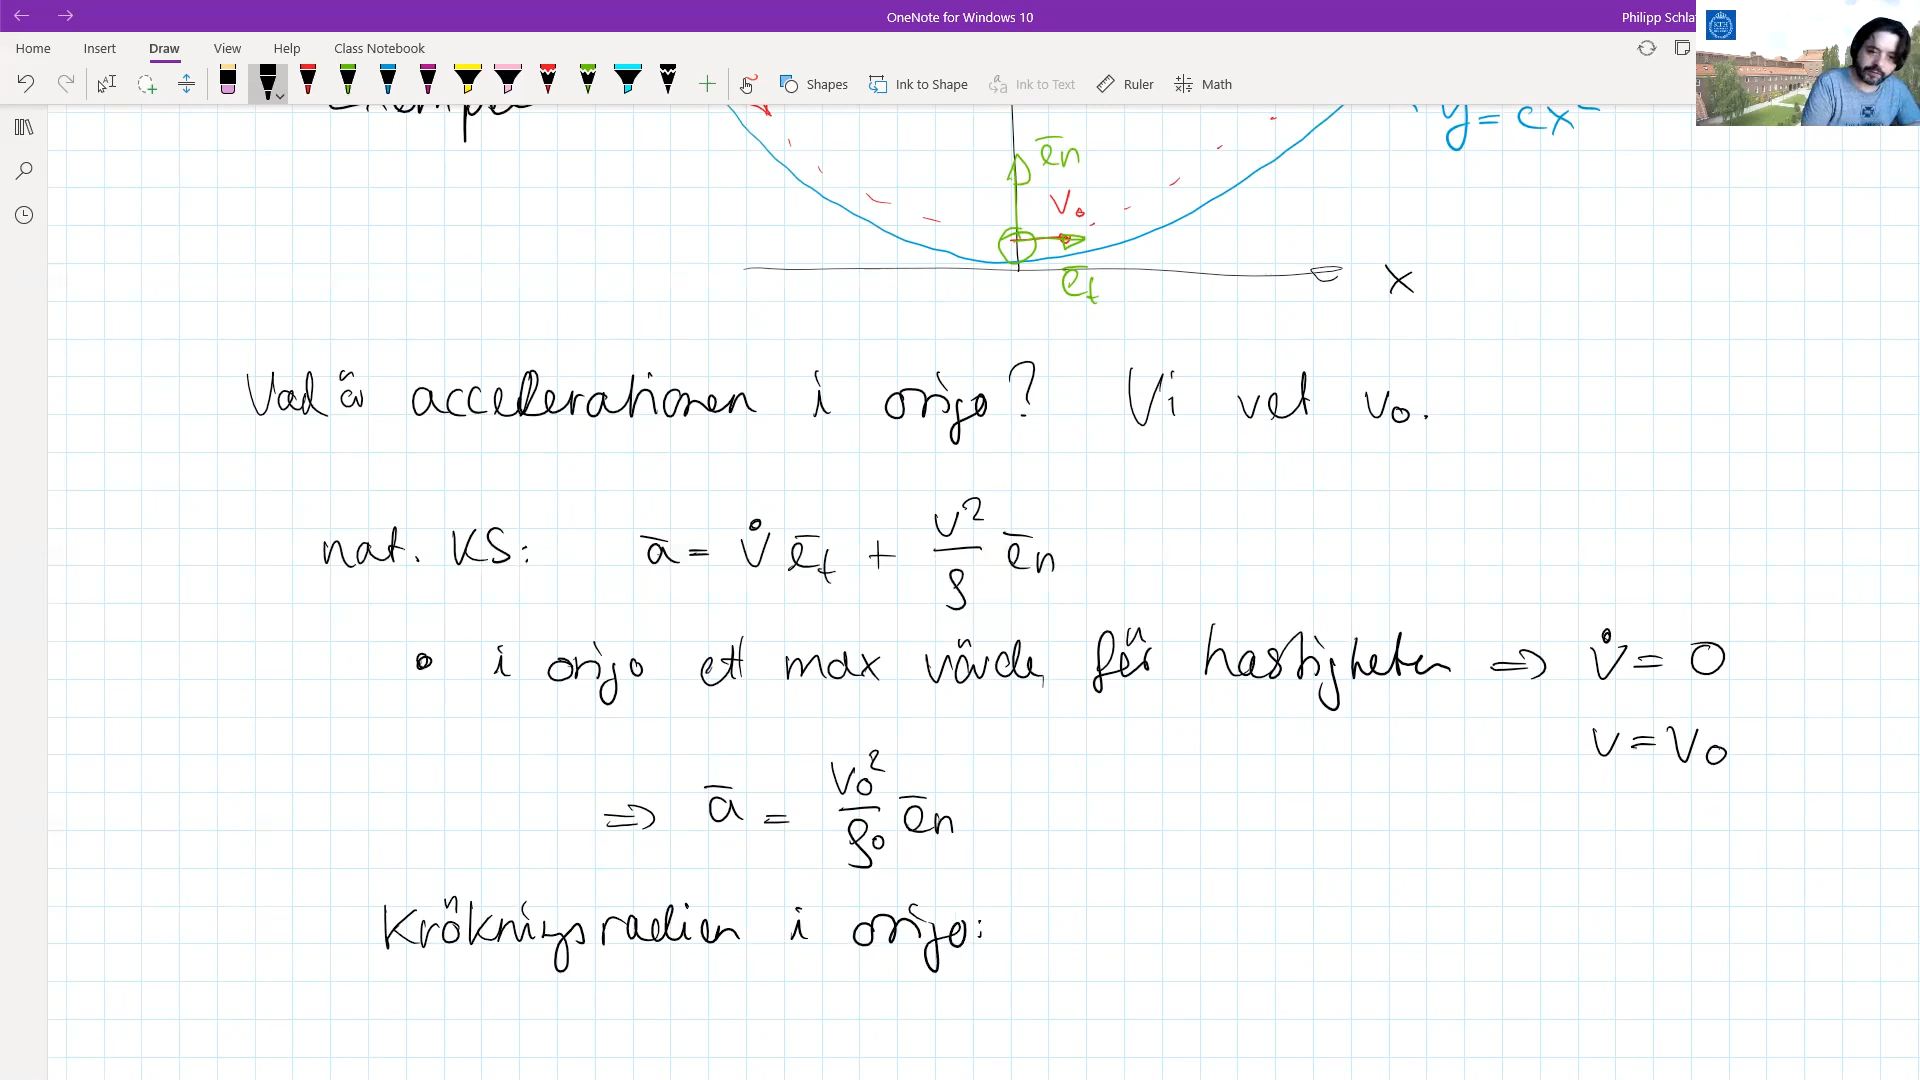 OneNote for Windows 10
Philipp Schla
Home Insert Draw View Help Class Notebook
Shapes Ink to Shape Ink to Text Ruler Math
Exempel
y = cx²
ēn
v₀
ēt
x
Vad är accelerationen i origo? Vi vet v₀.
nat. KS: ā = v̇ ēt + v²/ρ ēn
• i origo ett max värde för hastigheten ⇒ v̇ = 0
v = v₀
⇒ ā = v₀²/ρ₀ ēn
Krökningsradien i origo: